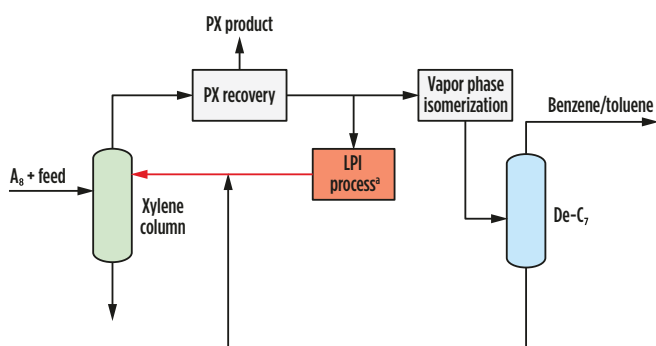 PX product
PX recovery
Vapor phase
isomerization
Benzene/toluene
LPI
processª
A₈ + feed
Xylene
column
De-C₇